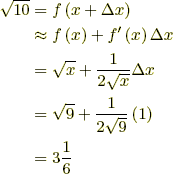 √10 = f (x + Δx)
≈ f (x) + f′ (x) Δx
= √x + 1/(2√x) Δx
= √9 + 1/(2√9) (1)
= 3 1/6